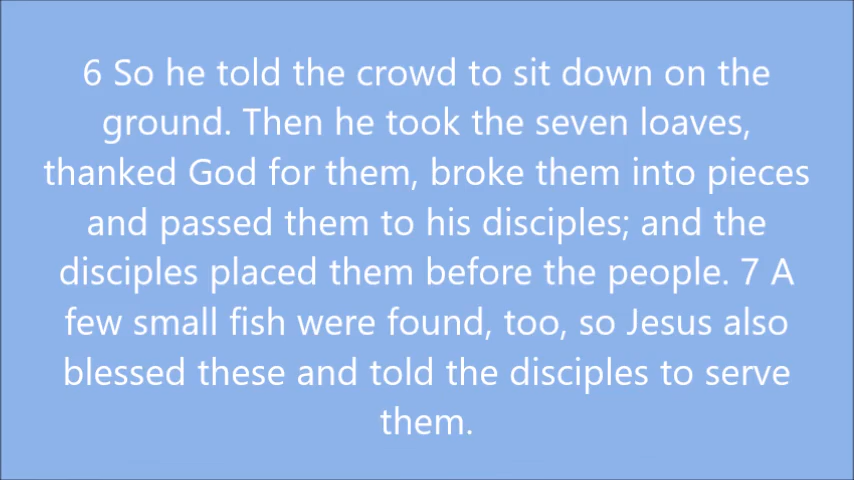 6 So he told the crowd to sit down on the
ground. Then he took the seven loaves,
thanked God for them, broke them into pieces
and passed them to his disciples; and the
disciples placed them before the people. 7 A
few small fish were found, too, so Jesus also
blessed these and told the disciples to serve
them.